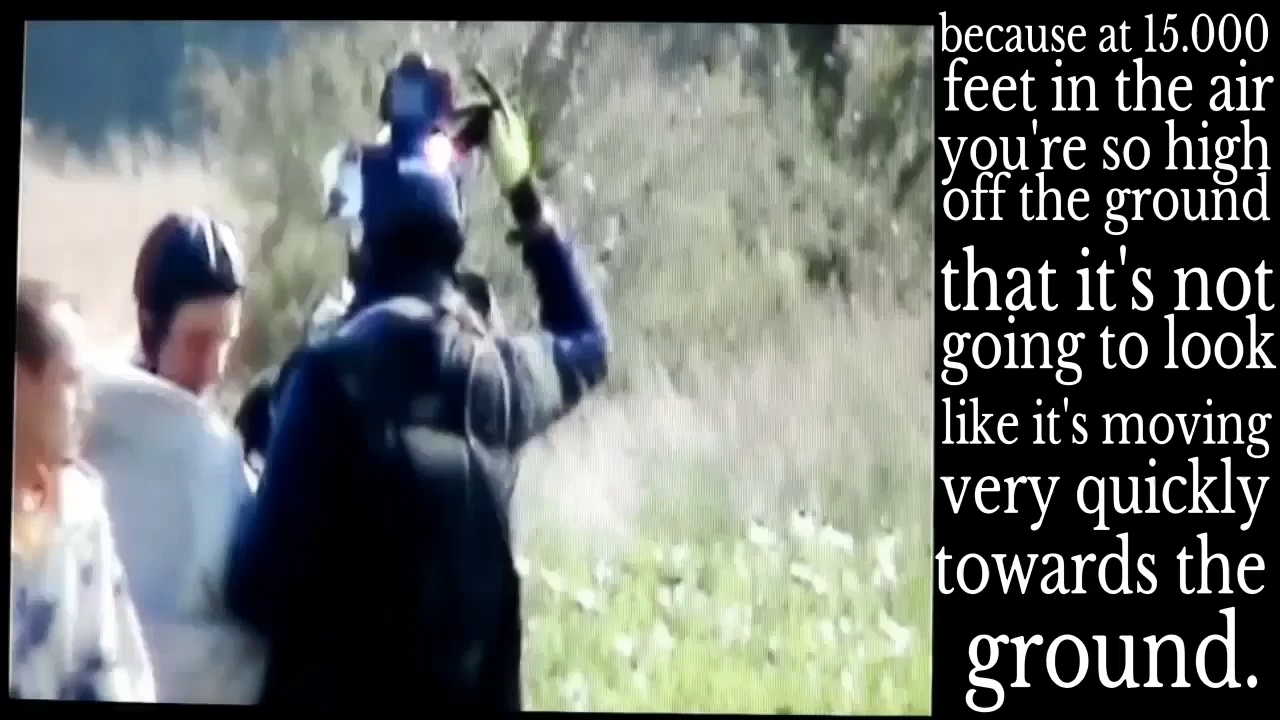 because at 15.000
feet in the air
you're so high
off the ground
that it's not
going to look
like it's moving
very quickly
towards the
ground.